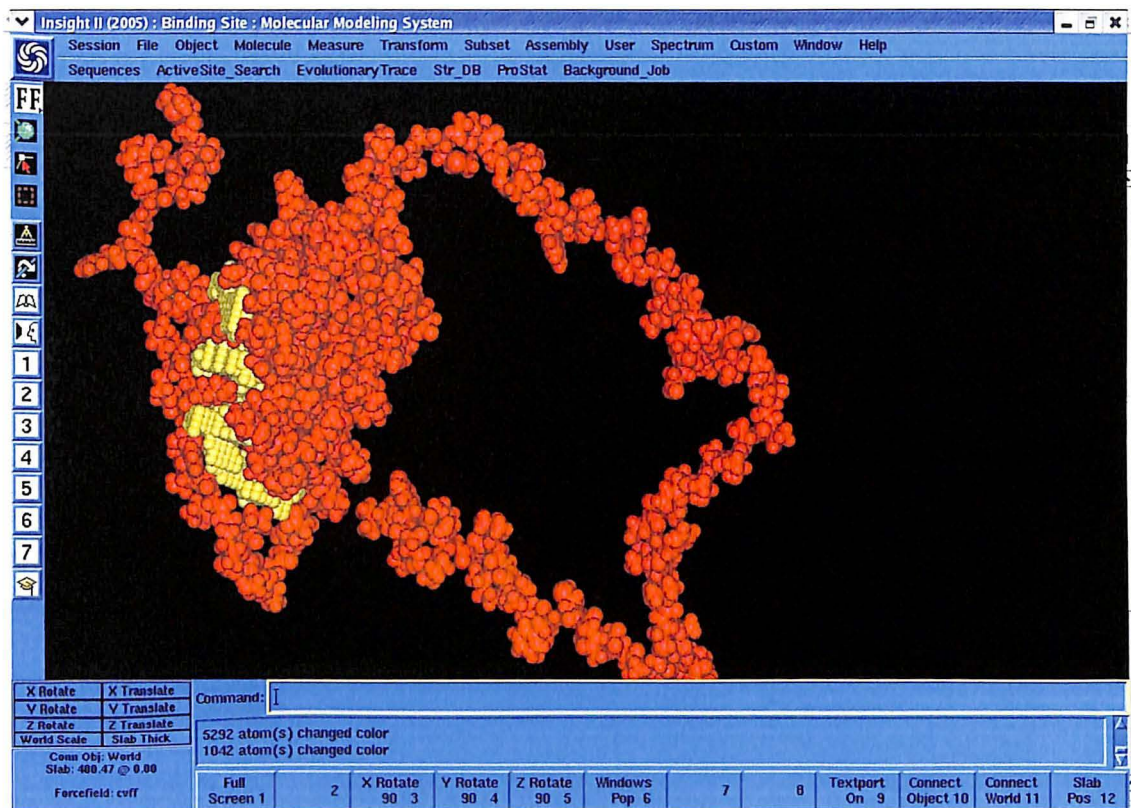 Insight II (2005) : Binding Site : Molecular Modeling System
Session File Object Molecule Measure Transform Subset Assembly User Spectrum Custom Window Help
Sequences ActiveSite_Search EvolutionaryTrace Str_DB ProStat Background_Job
FF
1
2
3
4
5
6
7
X Rotate X Translate
Y Rotate Y Translate
Z Rotate Z Translate
World Scale Slab Thick
Conn Obj: World
Slab: 480.47 @ 0.00
Forcefield: cvff
Command:
5292 atom(s) changed color
1042 atom(s) changed color
Full Screen 1
2
X Rotate 90 3
Y Rotate 90 4
Z Rotate 90 5
Windows Pop 6
7
8
Textport On 9
Connect Object 10
Connect World 11
Slab Pos 12